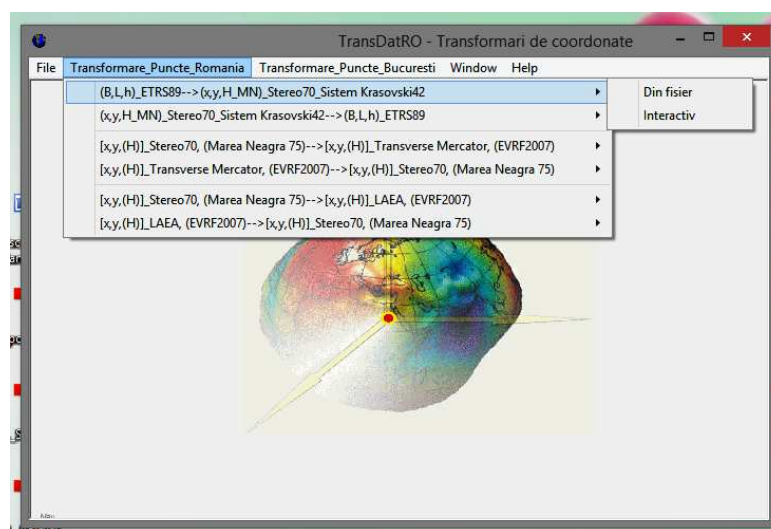 TransDatRO - Transformari de coordonate
File Transformare_Puncte_Romania Transformare_Puncte_Bucuresti Window Help
(B,L,h)_ETRS89-->(x,y,H_MN)_Stereo70_Sistem Krasovski42
Din fisier
(x,y,H_MN)_Stereo70_Sistem Krasovski42-->(B,L,h)_ETRS89
Interactiv
[x,y,(H)]_Stereo70, (Marea Neagra 75)-->[x,y,(H)]_Transverse Mercator, (EVRF2007)
[x,y,(H)]_Transverse Mercator, (EVRF2007)-->[x,y,(H)]_Stereo70, (Marea Neagra 75)
[x,y,(H)]_Stereo70, (Marea Neagra 75)-->[x,y,(H)]_LAEA, (EVRF2007)
[x,y,(H)]_LAEA, (EVRF2007)-->[x,y,(H)]_Stereo70, (Marea Neagra 75)